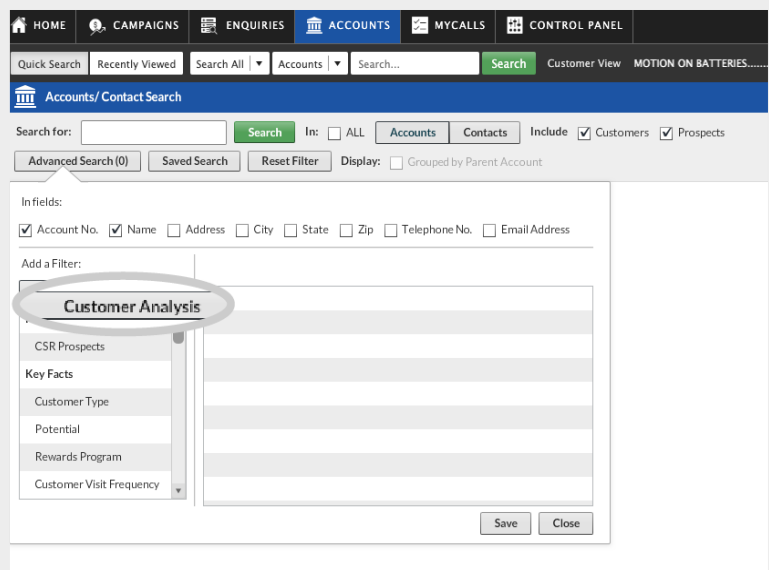 HOME CAMPAIGNS ENQUIRIES ACCOUNTS MYCALLS CONTROL PANEL
Quick Search Recently Viewed Search All Accounts Search... Search Customer View MOTION ON BATTERIES.......
Accounts/ Contact Search
Search for: Search In: ALL Accounts Contacts Include Customers Prospects
Advanced Search (0) Saved Search Reset Filter Display: Grouped by Parent Account
In fields:
Account No. Name Address City State Zip Telephone No. Email Address
Add a Filter:
Customer Analysis
CSR Prospects
Key Facts
Customer Type
Potential
Rewards Program
Customer Visit Frequency
Save Close